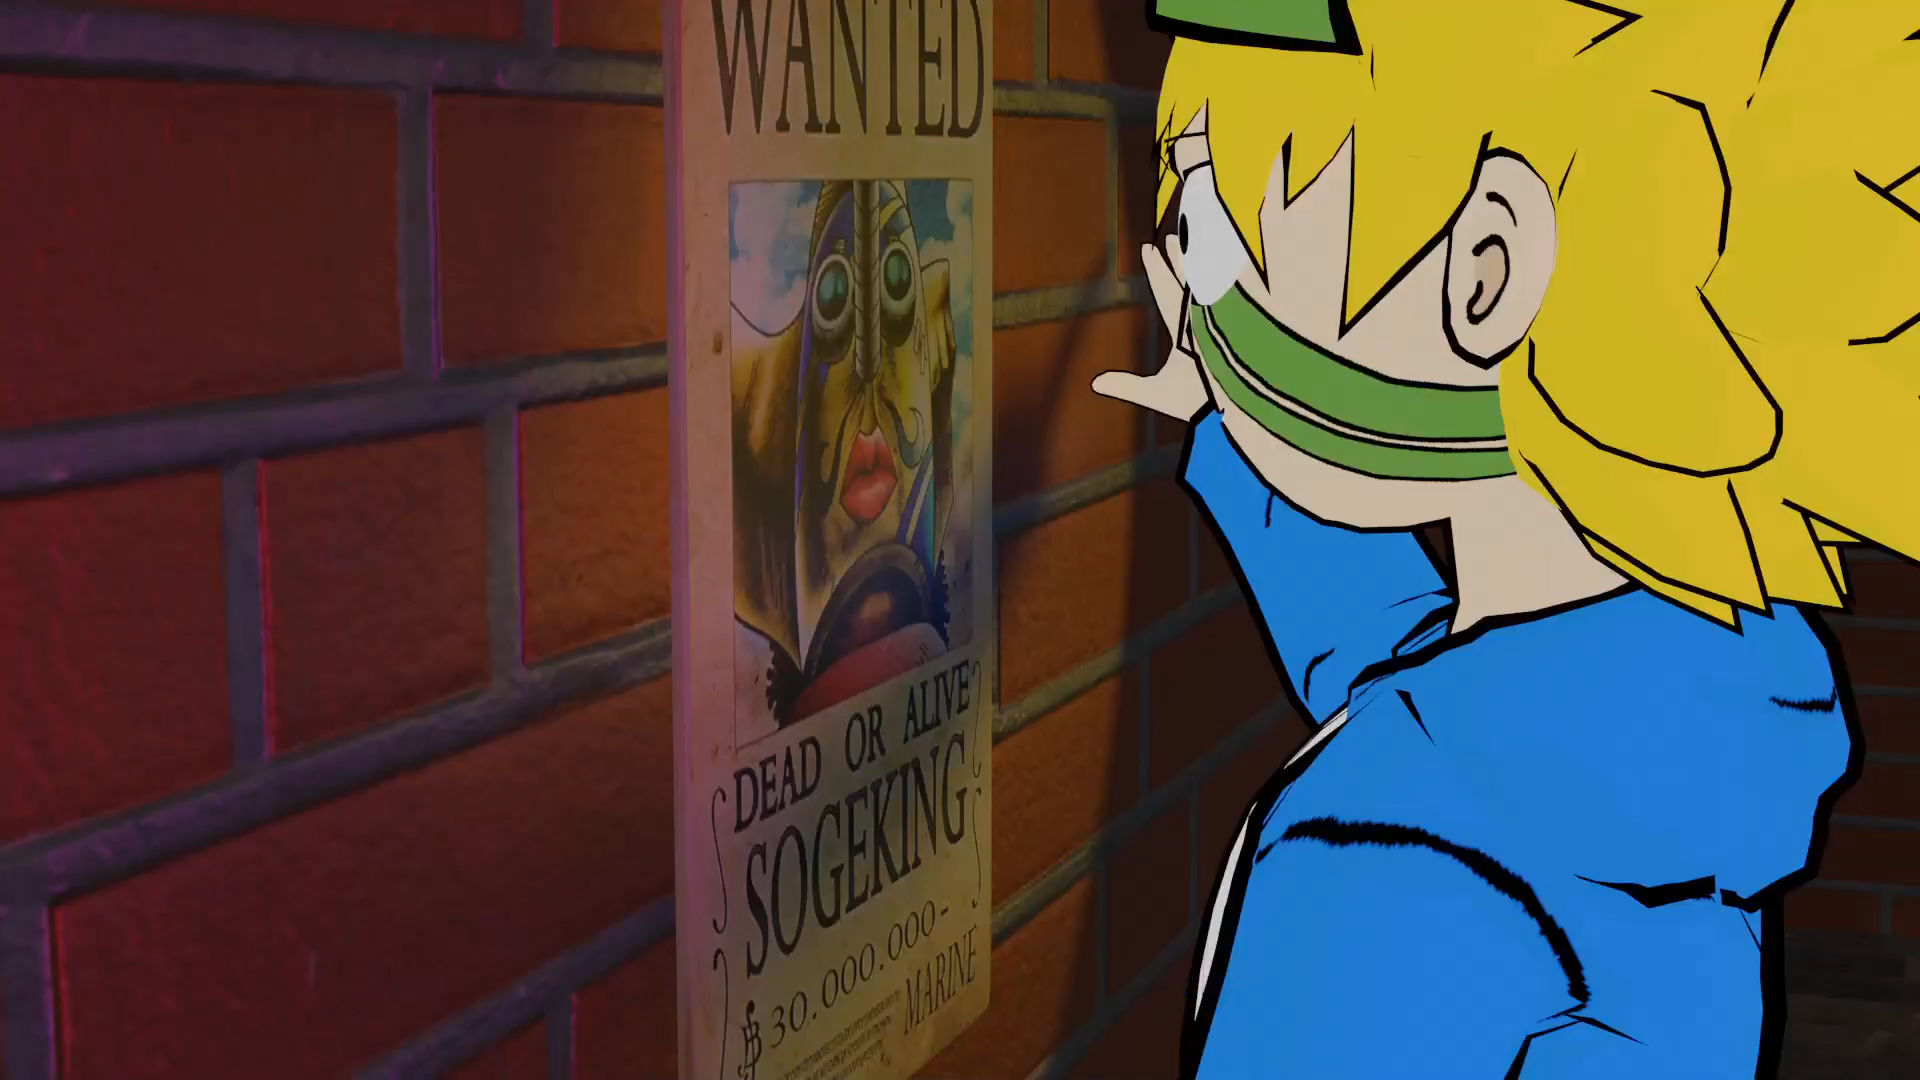 WANTED
DEAD OR ALIVE
SOGEKING
฿30.000.000-
MARINE